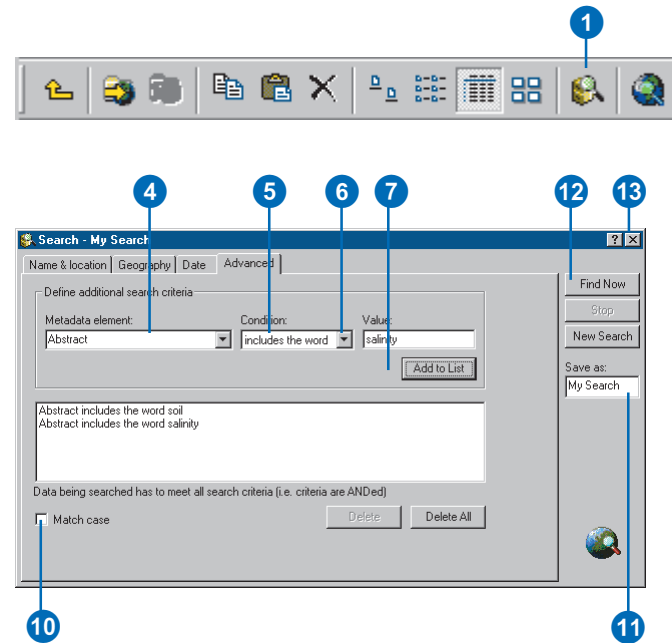 1
4
5
6
7
12
13
Search - My Search
Name & location
Geography
Date
Advanced
Define additional search criteria
Metadata element:
Condition:
Value:
Abstract
includes the word
salinity
Add to List
Abstract includes the word soil
Abstract includes the word salinity
Data being searched has to meet all search criteria (i.e. criteria are ANDed)
Match case
Delete
Delete All
Find Now
Stop
New Search
Save as:
My Search
10
11